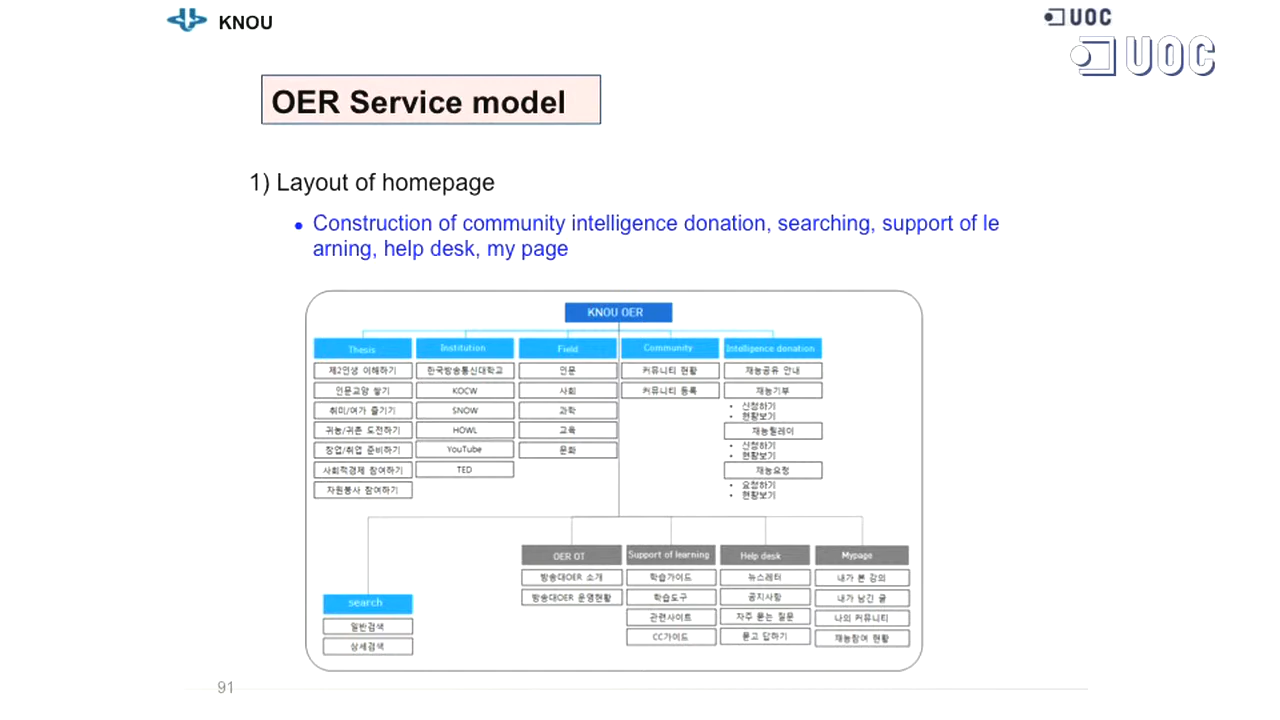 KNOU
UOC
UOC
OER Service model
1) Layout of homepage
• Construction of community intelligence donation, searching, support of le
arning, help desk, my page
KNOU OER
Thesis
제2인생 이해하기
인문교양 쌓기
취미/여가 즐기기
귀농/귀촌 도전하기
창업/취업 준비하기
사회적경제 참여하기
자원봉사 참여하기
Institution
한국방송통신대학교
KOCW
SNOW
HOWL
YouTube
TED
Field
인문
사회
과학
교육
문화
Community
커뮤니티 현황
커뮤니티 등록
Intelligence donation
재능공유 안내
재능기부
• 신청하기
• 현황보기
재능릴레이
• 신청하기
• 현황보기
재능요청
• 요청하기
• 현황보기
search
일반검색
상세검색
OER OT
방송대OER 소개
방송대OER 운영현황
Support of learning
학습가이드
학습도구
관련사이트
CC가이드
Help desk
뉴스레터
공지사항
자주 묻는 질문
묻고 답하기
Mypage
내가 본 강의
내가 남긴 글
나의 커뮤니티
재능참여 현황
91